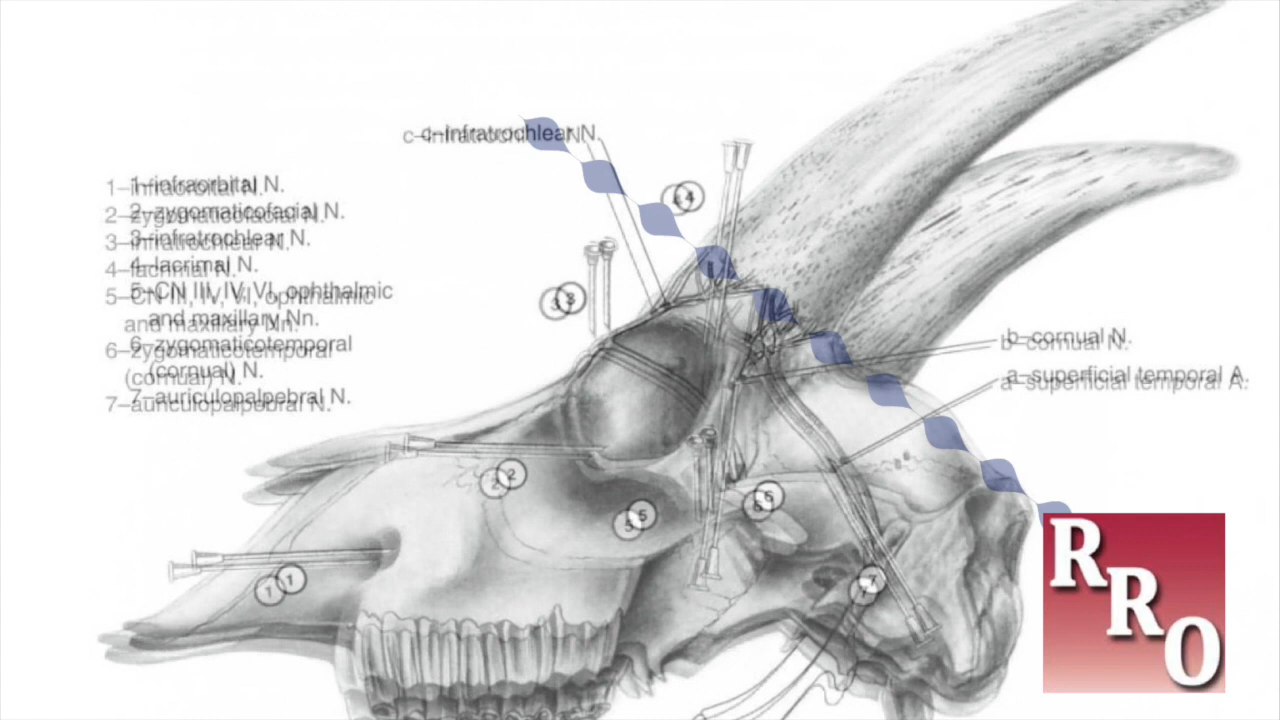 c–infratrochlear N.
1–infraorbital N.
2–zygomaticofacial N.
3–infratrochlear N.
4–lacrimal N.
5–CN III, IV, VI, ophthalmic
and maxillary Nn.
6–zygomaticotemporal
(cornual) N.
7–auriculopalpebral N.
4
3
b–cornual N.
a–superficial temporal A.
2
6
5
1
7
R
R
O